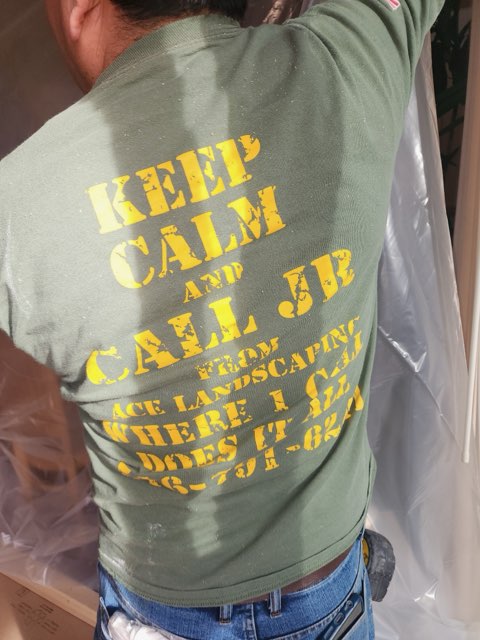 KEEP
CALM
AND
CALL JR
FROM
ACE LANDSCAPING
WHERE 1 CALL
DOES IT ALL